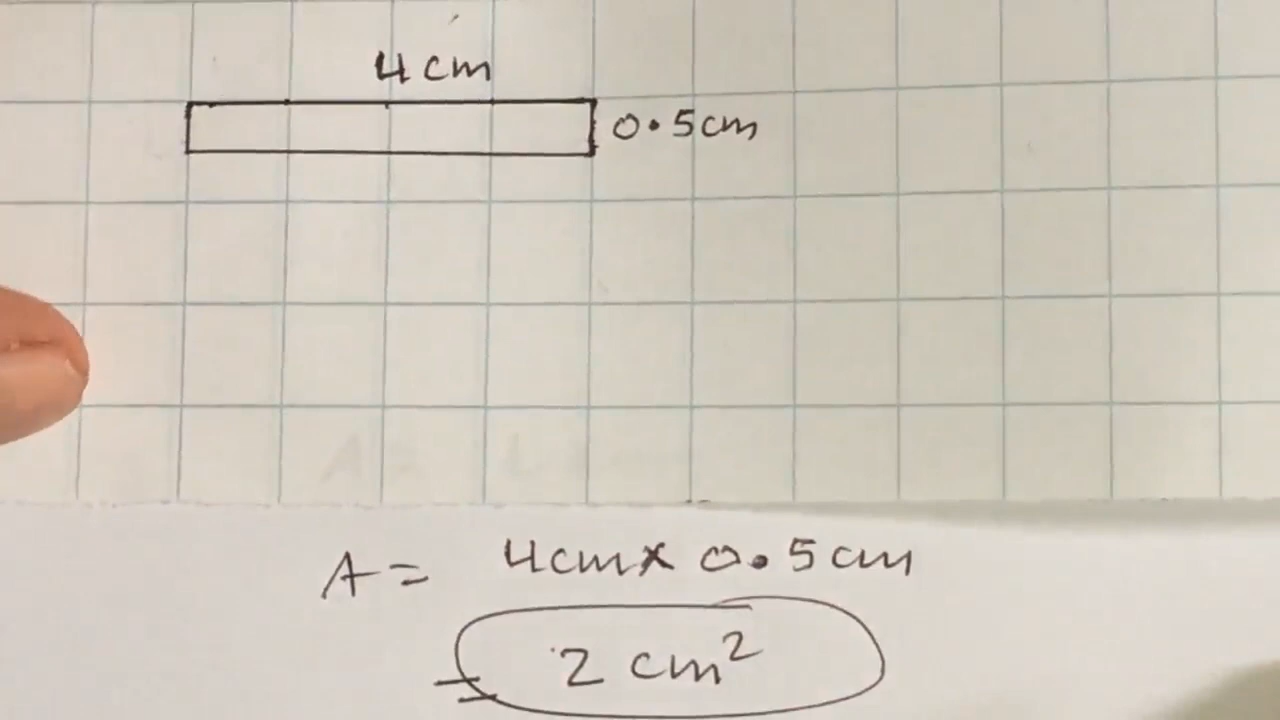 4 cm
0.5cm
A = 4cm x 0.5cm
= 2 cm²